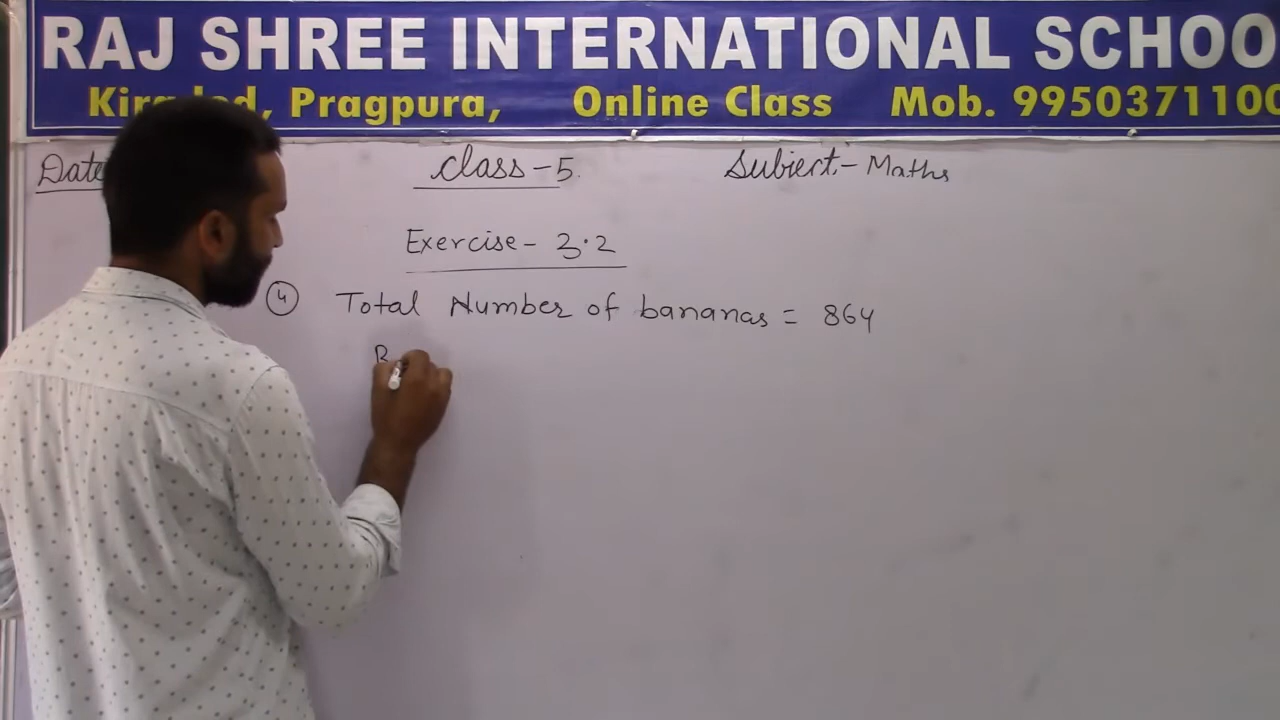 RAJ SHREE INTERNATIONAL SCHOO
Pragpura, Online Class Mob. 9950371100
Date Class-5. Subject.- Maths
Exercise- 3.2
4 Total Number of bananas = 864
B